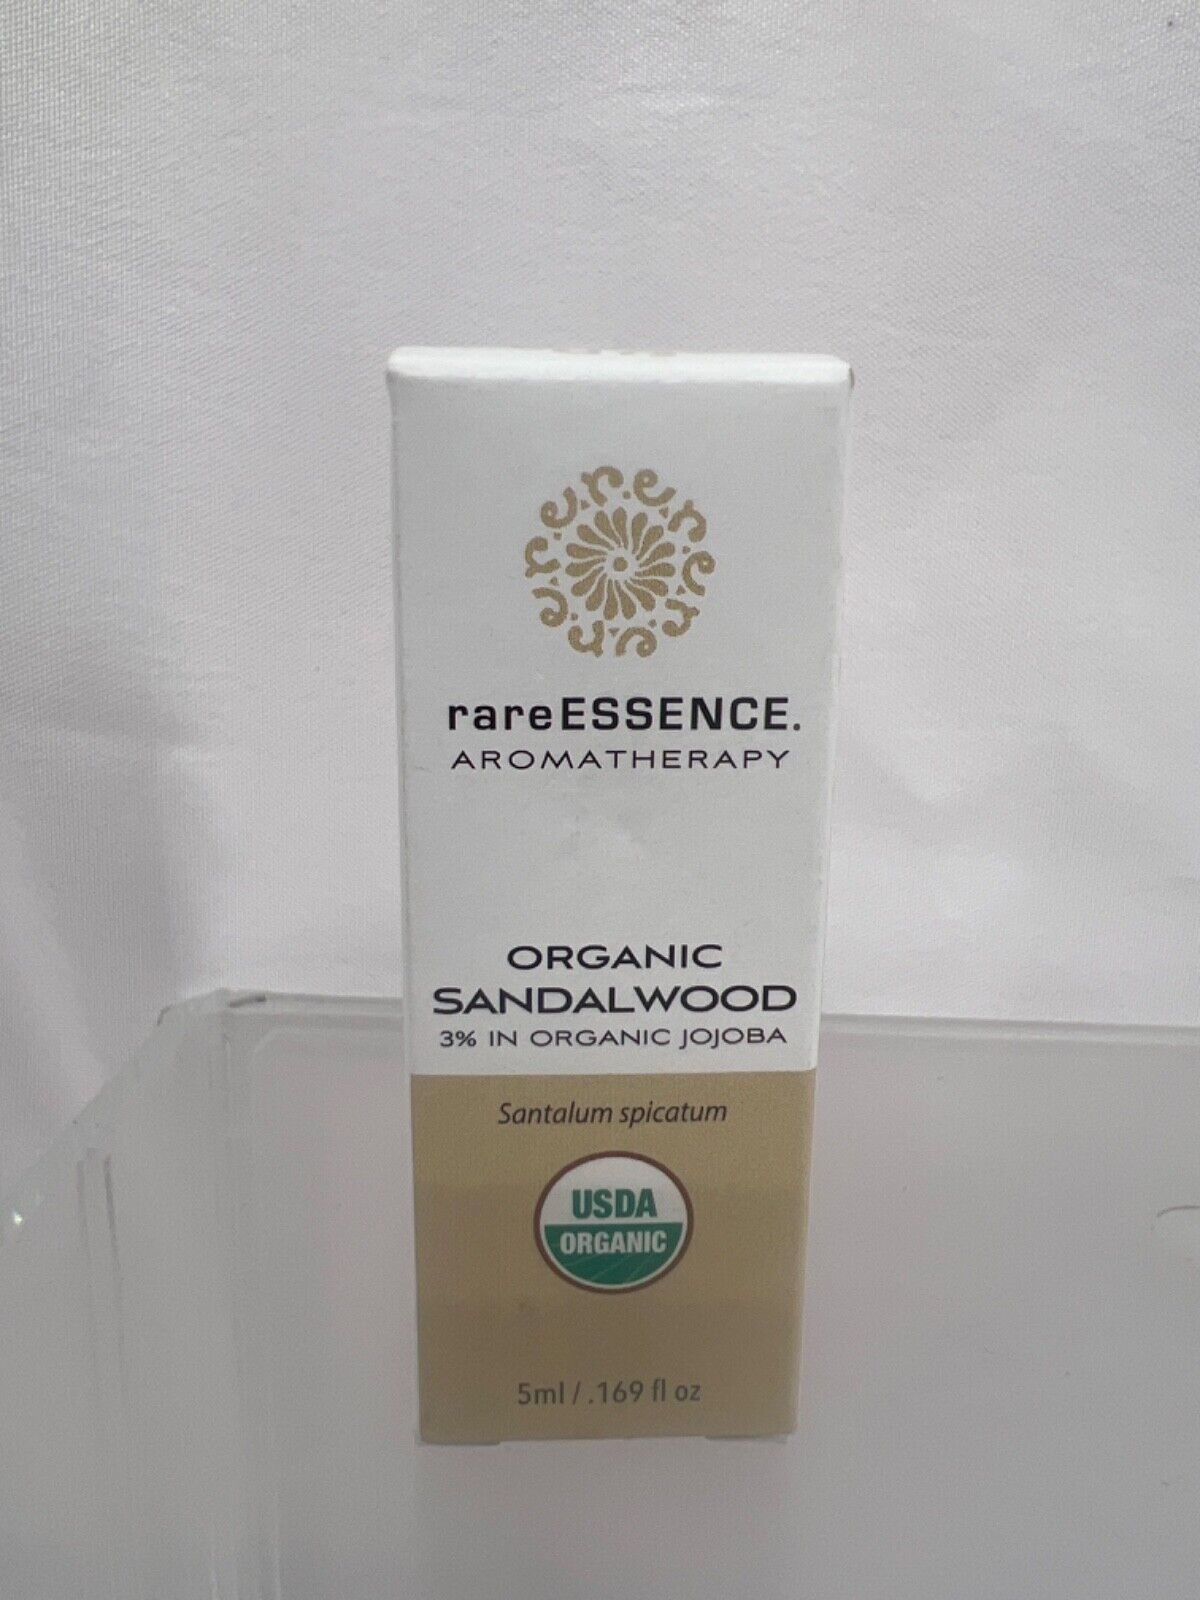 rareESSENCE.
AROMATHERAPY
ORGANIC
SANDALWOOD
3% IN ORGANIC JOJOBA
Santalum spicatum
USDA
ORGANIC
5ml / .169 fl oz